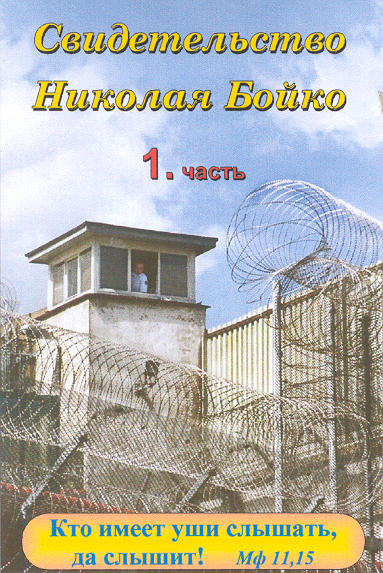 Свидетельство
Николая Бойко
1. часть
Кто имеет уши слышать,
да слышит! Мф 11,15